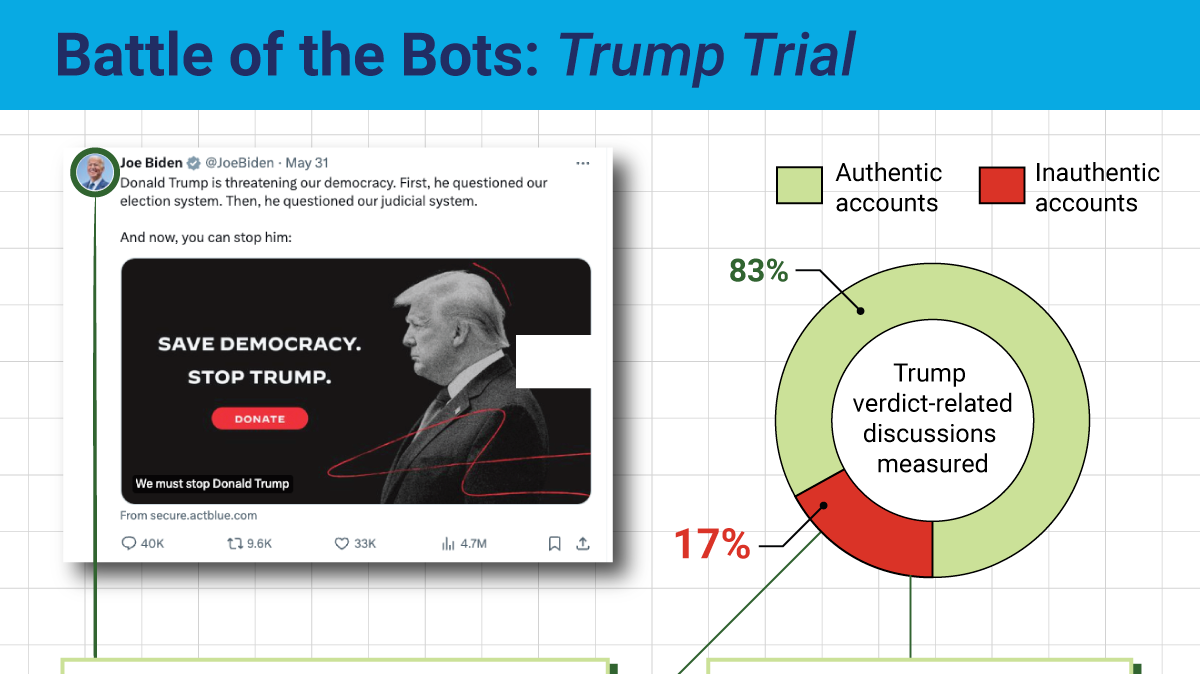 Battle of the Bots: Trump Trial
Joe Biden @JoeBiden · May 31
Donald Trump is threatening our democracy. First, he questioned our
election system. Then, he questioned our judicial system.
And now, you can stop him:
SAVE DEMOCRACY.
STOP TRUMP.
DONATE
We must stop Donald Trump
From secure.actblue.com
40K
9.6K
33K
4.7M
Authentic
accounts
Inauthentic
accounts
83%
Trump
verdict-related
discussions
measured
17%